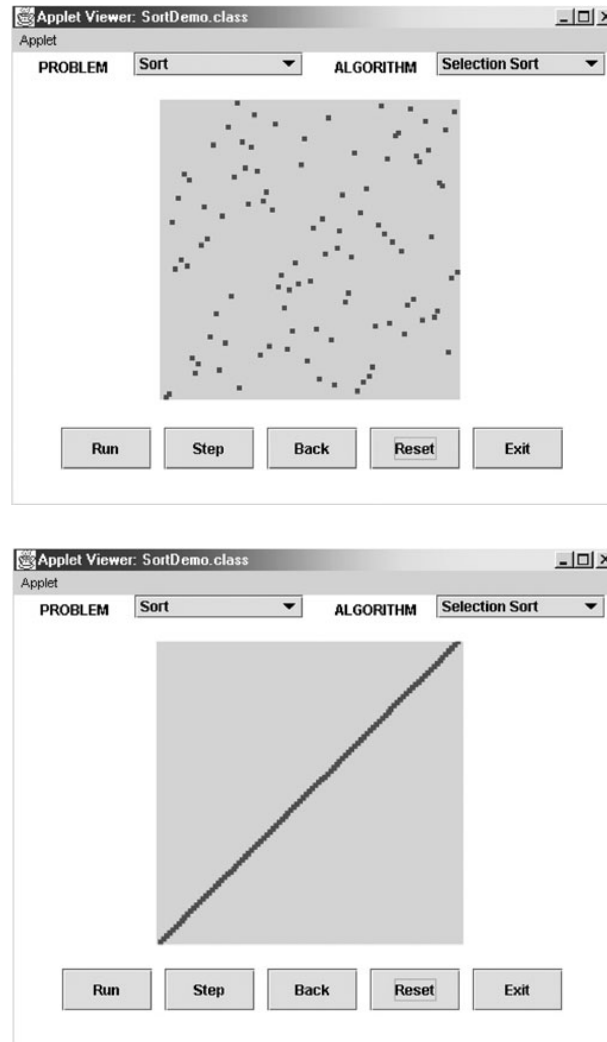 Applet Viewer: SortDemo.class
Applet
PROBLEM Sort ALGORITHM Selection Sort
Run Step Back Reset Exit
Applet Viewer: SortDemo.class
Applet
PROBLEM Sort ALGORITHM Selection Sort
Run Step Back Reset Exit